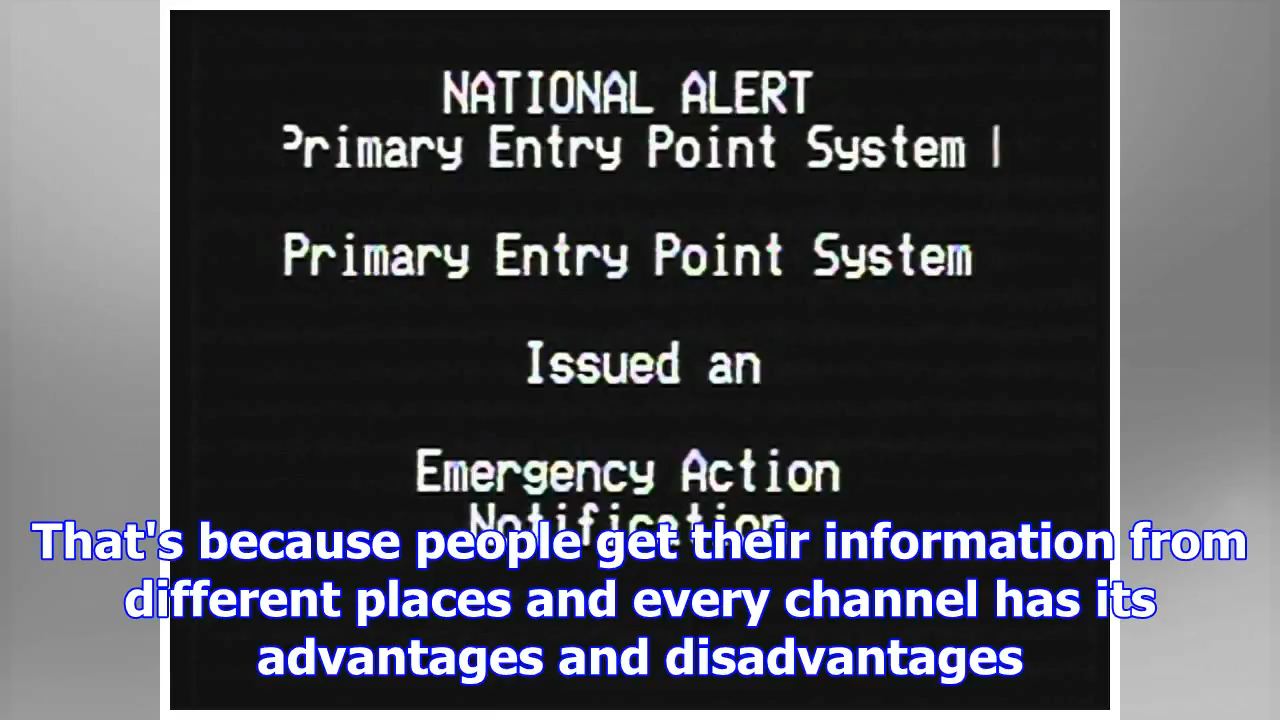 NATIONAL ALERT
Primary Entry Point System
Primary Entry Point System
Issued an
Emergency Action
Notification
That's because people get their information from
different places and every channel has its
advantages and disadvantages